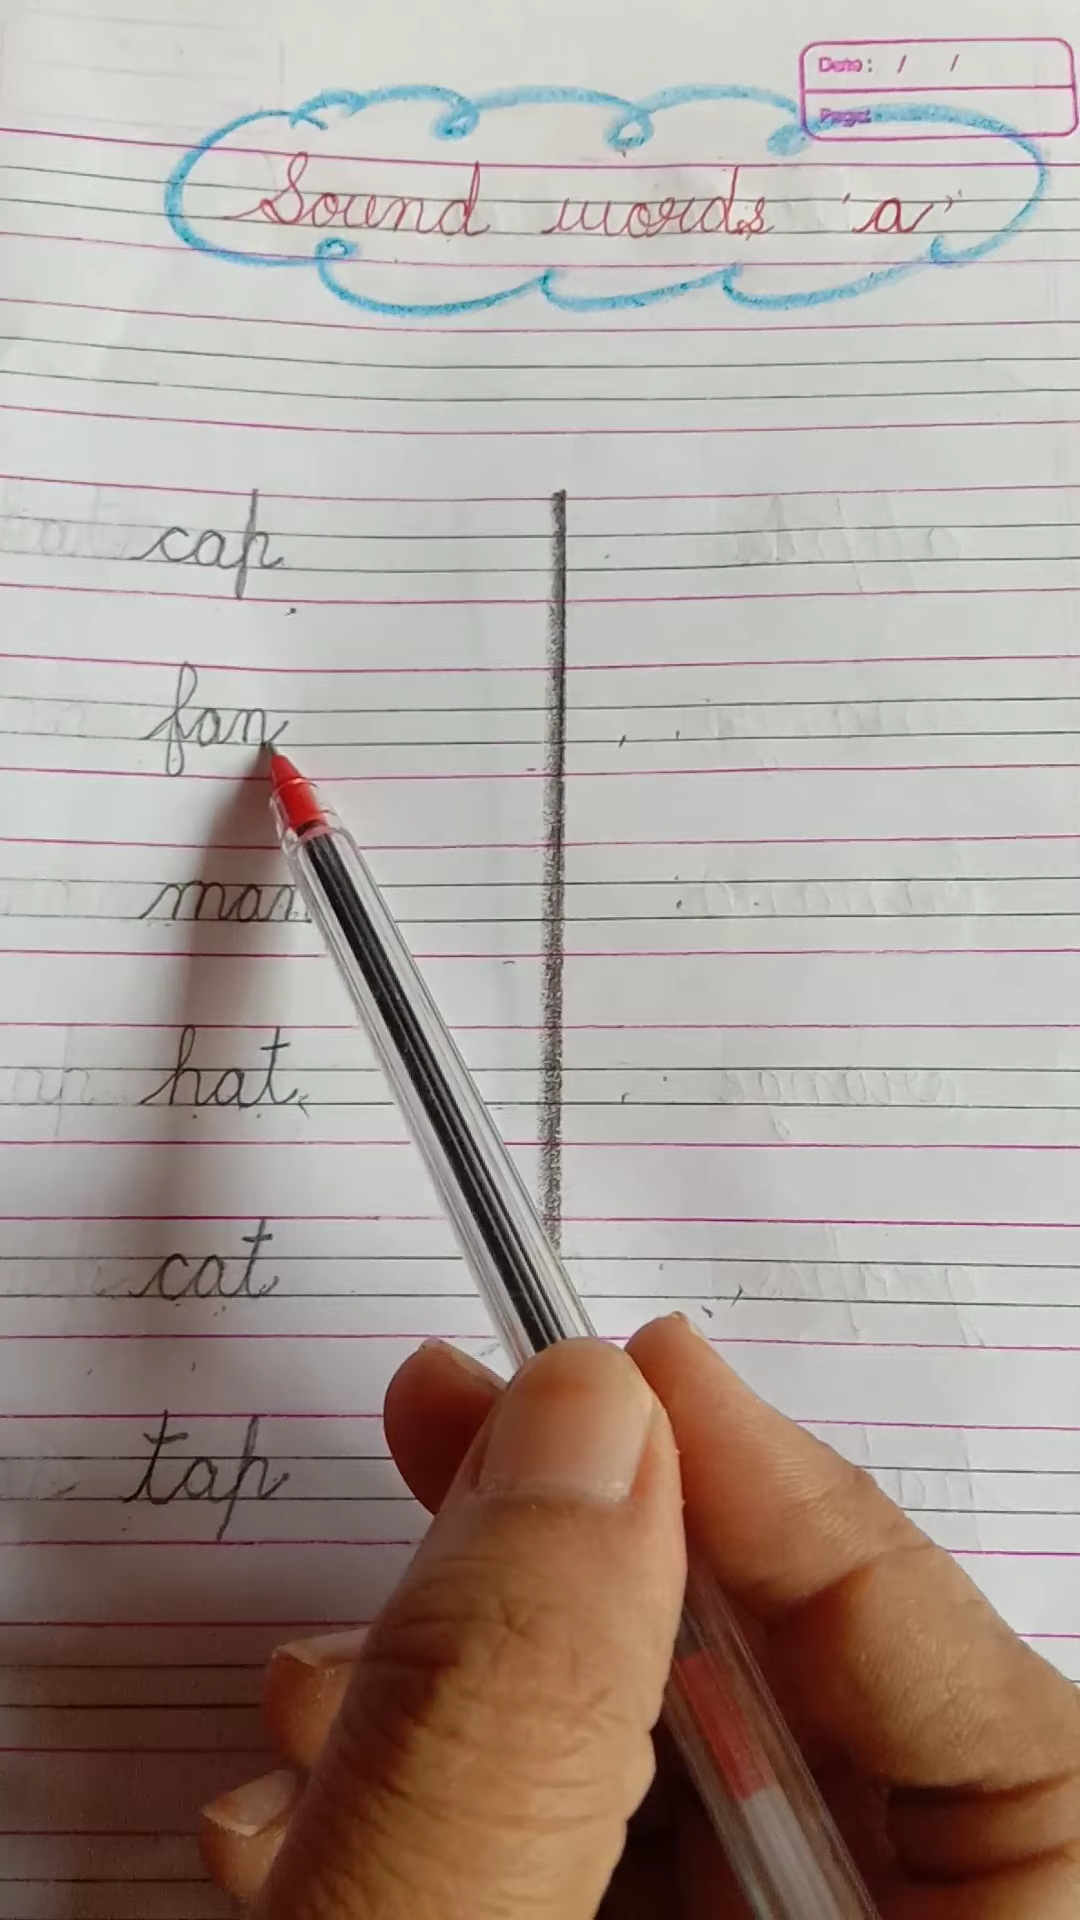 Date: / /
Page:
Sound words 'a'
cap
fan
man
hat
cat
tap